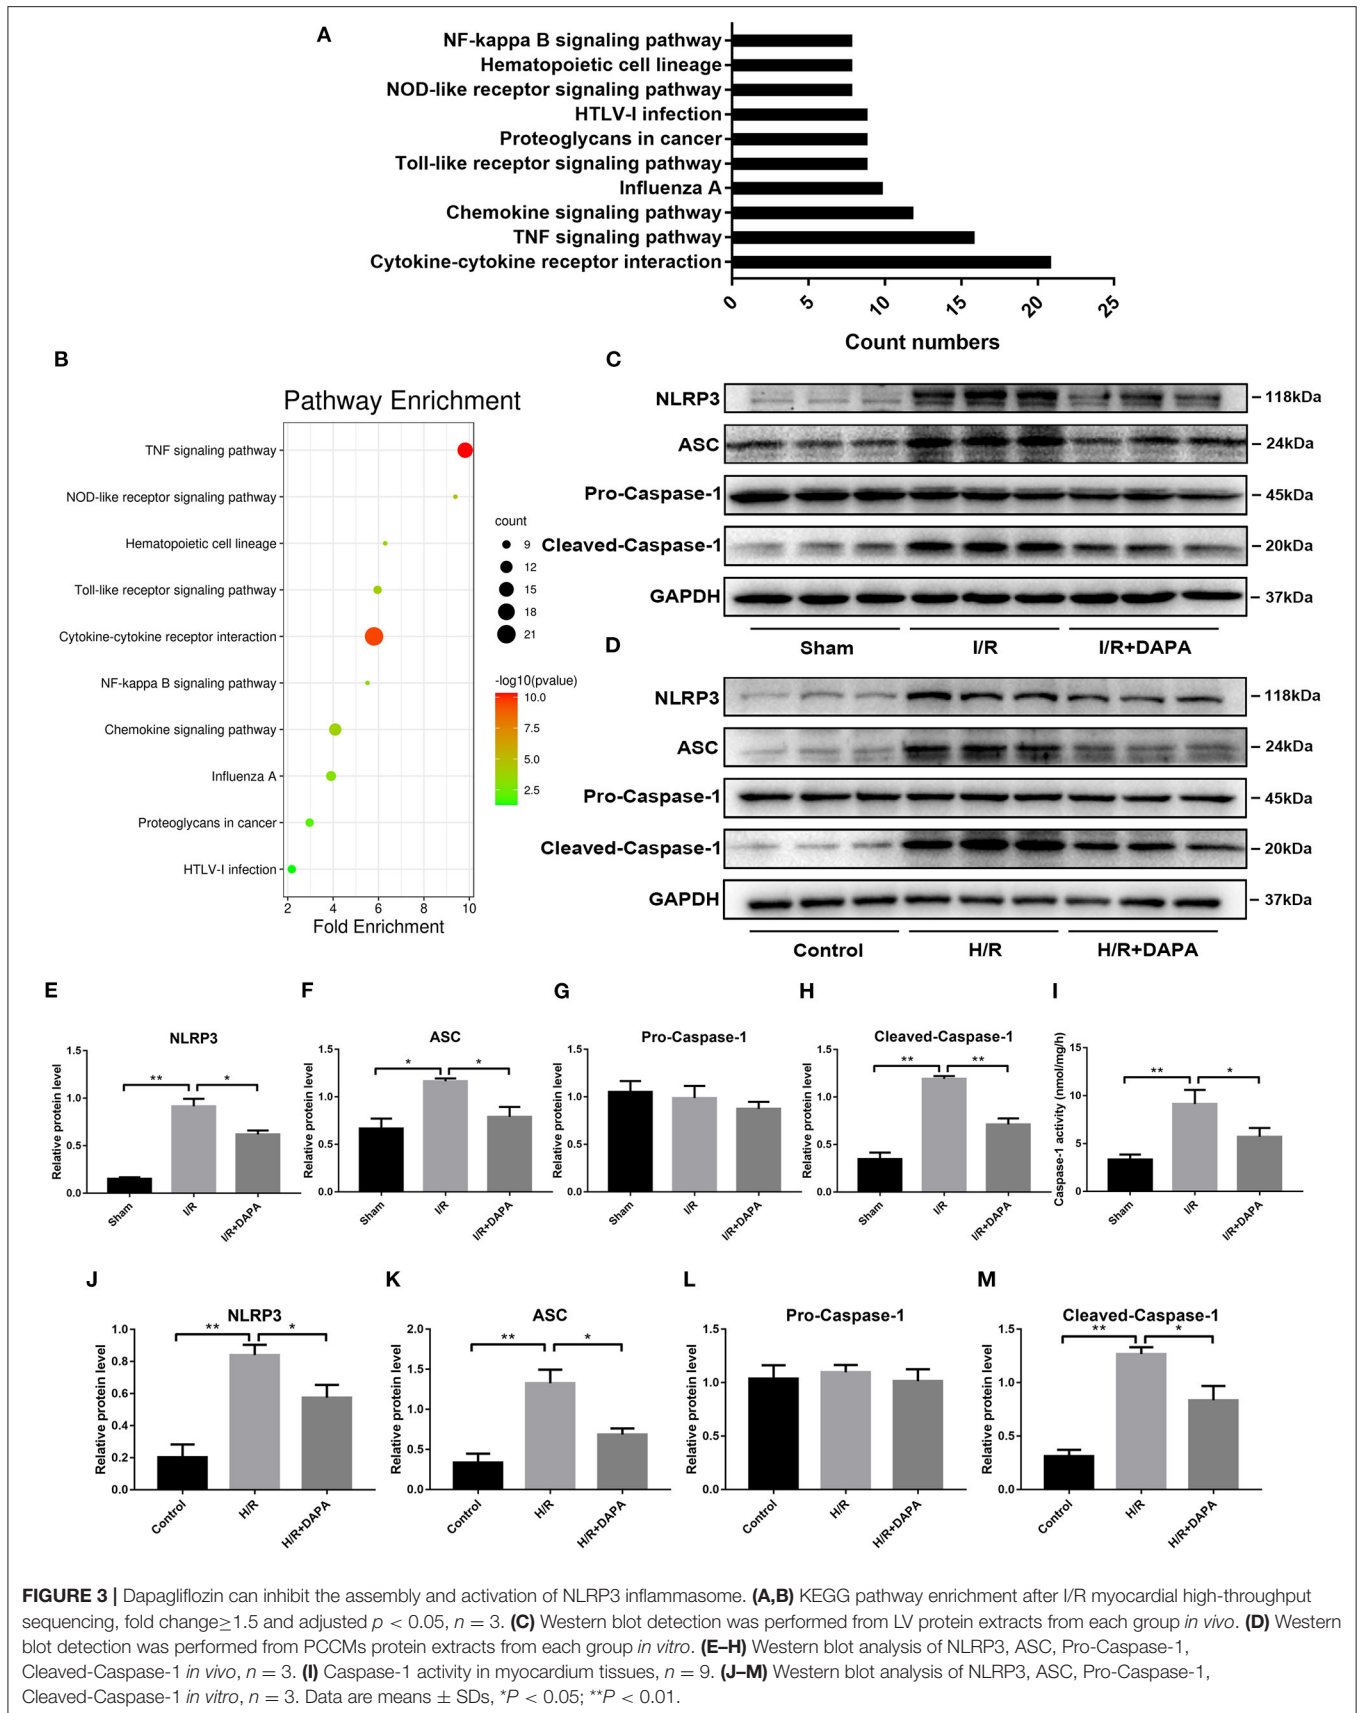 A
NF-kappa B signaling pathway
Hematopoietic cell lineage
NOD-like receptor signaling pathway
HTLV-I infection
Proteoglycans in cancer
Toll-like receptor signaling pathway
Influenza A
Chemokine signaling pathway
TNF signaling pathway
Cytokine-cytokine receptor interaction
0 5 10 15 20 25
Count numbers
B
Pathway Enrichment
TNF signaling pathway
NOD-like receptor signaling pathway
Hematopoietic cell lineage
Toll-like receptor signaling pathway
Cytokine-cytokine receptor interaction
NF-kappa B signaling pathway
Chemokine signaling pathway
Influenza A
Proteoglycans in cancer
HTLV-I infection
2 4 6 8 10
Fold Enrichment
count
9
12
15
18
21
-log10(pvalue)
10.0
7.5
5.0
2.5
C
NLRP3 118kDa
ASC 24kDa
Pro-Caspase-1 45kDa
Cleaved-Caspase-1 20kDa
GAPDH 37kDa
Sham I/R I/R+DAPA
D
NLRP3 118kDa
ASC 24kDa
Pro-Caspase-1 45kDa
Cleaved-Caspase-1 20kDa
GAPDH 37kDa
Control H/R H/R+DAPA
E
NLRP3
Relative protein level
1.5
1.0
0.5
0.0
** *
Sham I/R I/R+DAPA
F
ASC
Relative protein level
1.5
1.0
0.5
0.0
* *
Sham I/R I/R+DAPA
G
Pro-Caspase-1
Relative protein level
1.5
1.0
0.5
0.0
Sham I/R I/R+DAPA
H
Cleaved-Caspase-1
Relative protein level
1.5
1.0
0.5
0.0
** **
Sham I/R I/R+DAPA
I
Caspase-1 activity (nmol/mg/h)
15
10
5
0
** *
Sham I/R I/R+DAPA
J
NLRP3
Relative protein level
1.0
0.8
0.6
0.4
0.2
0.0
** *
Control H/R H/R+DAPA
K
ASC
Relative protein level
2.0
1.5
1.0
0.5
0.0
** *
Control H/R H/R+DAPA
L
Pro-Caspase-1
Relative protein level
1.5
1.0
0.5
0.0
Control H/R H/R+DAPA
M
Cleaved-Caspase-1
Relative protein level
1.5
1.0
0.5
0.0
** *
Control H/R H/R+DAPA
FIGURE 3 | Dapagliflozin can inhibit the assembly and activation of NLRP3 inflammasome. (A,B) KEGG pathway enrichment after I/R myocardial high-throughput
sequencing, fold change≥1.5 and adjusted p < 0.05, n = 3. (C) Western blot detection was performed from LV protein extracts from each group in vivo. (D) Western
blot detection was performed from PCCMs protein extracts from each group in vitro. (E–H) Western blot analysis of NLRP3, ASC, Pro-Caspase-1,
Cleaved-Caspase-1 in vivo, n = 3. (I) Caspase-1 activity in myocardium tissues, n = 9. (J–M) Western blot analysis of NLRP3, ASC, Pro-Caspase-1,
Cleaved-Caspase-1 in vitro, n = 3. Data are means ± SDs, *P < 0.05; **P < 0.01.